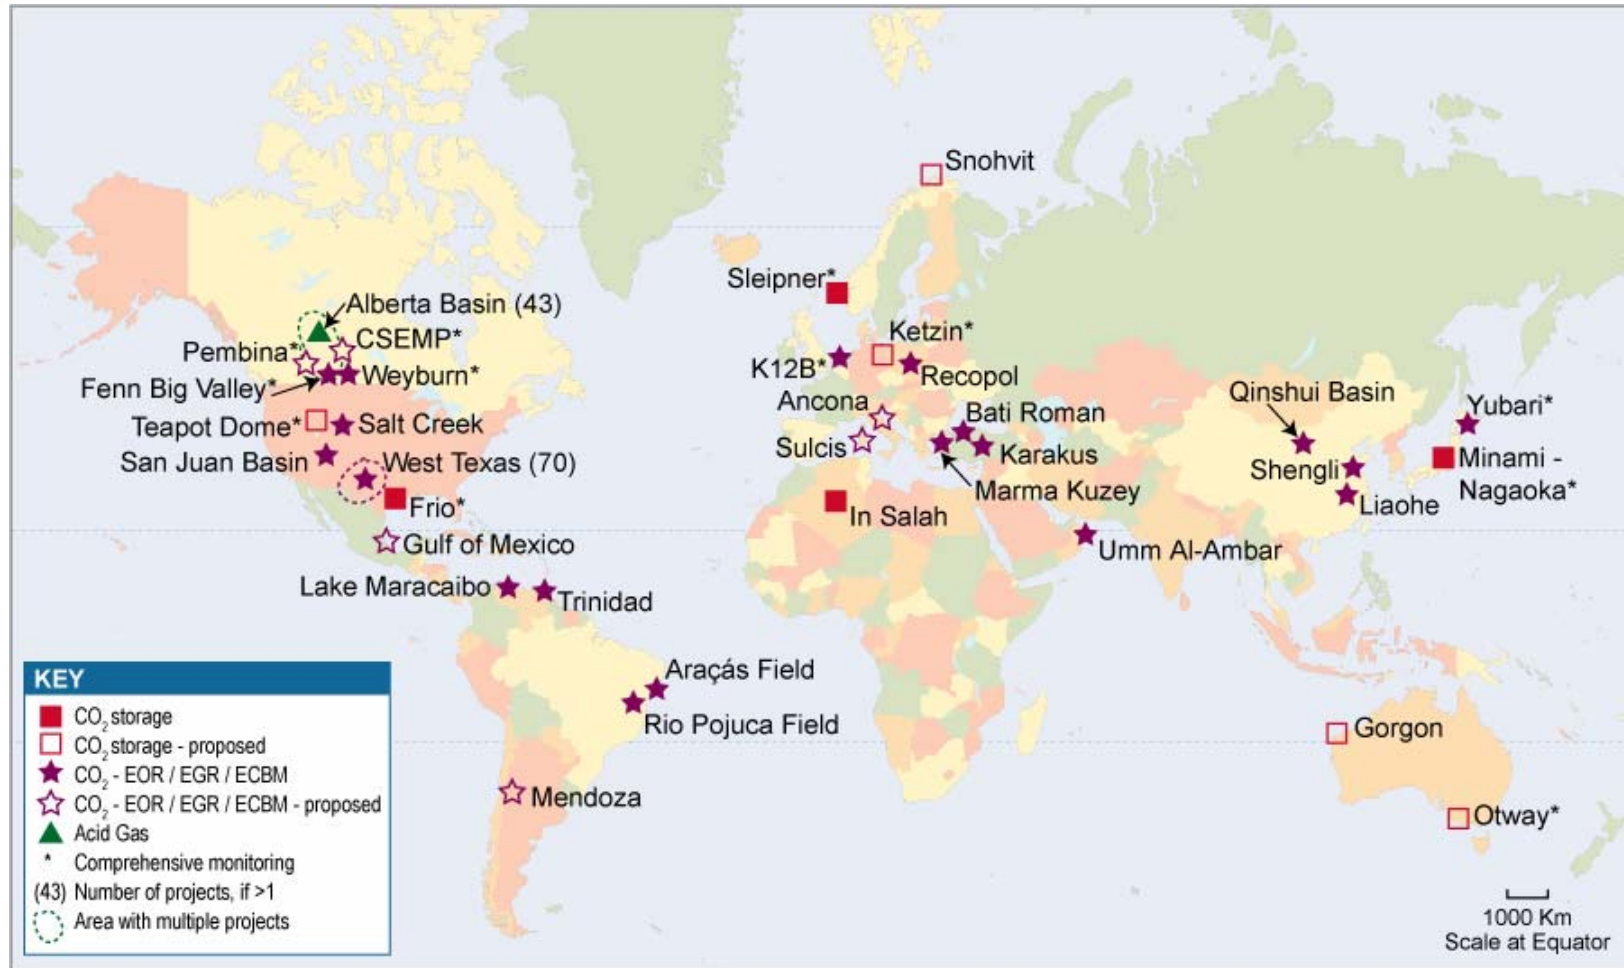 Snohvit
Sleipner*
Alberta Basin (43)
CSEMP*
Pembina*
Fenn Big Valley*
Weyburn*
Teapot Dome*
Salt Creek
San Juan Basin
West Texas (70)
Frio*
Gulf of Mexico
Lake Maracaibo
Trinidad
Araçás Field
Rio Pojuca Field
Mendoza
Ketzin*
K12B*
Recopol
Ancona
Bati Roman
Sulcis
Karakus
Marma Kuzey
In Salah
Umm Al-Ambar
Qinshui Basin
Yubari*
Shengli
Minami -
Nagaoka*
Liaohe
Gorgon
Otway*
KEY
CO₂ storage
CO₂ storage - proposed
CO₂ - EOR / EGR / ECBM
CO₂ - EOR / EGR / ECBM - proposed
Acid Gas
* Comprehensive monitoring
(43) Number of projects, if >1
Area with multiple projects
1000 Km
Scale at Equator